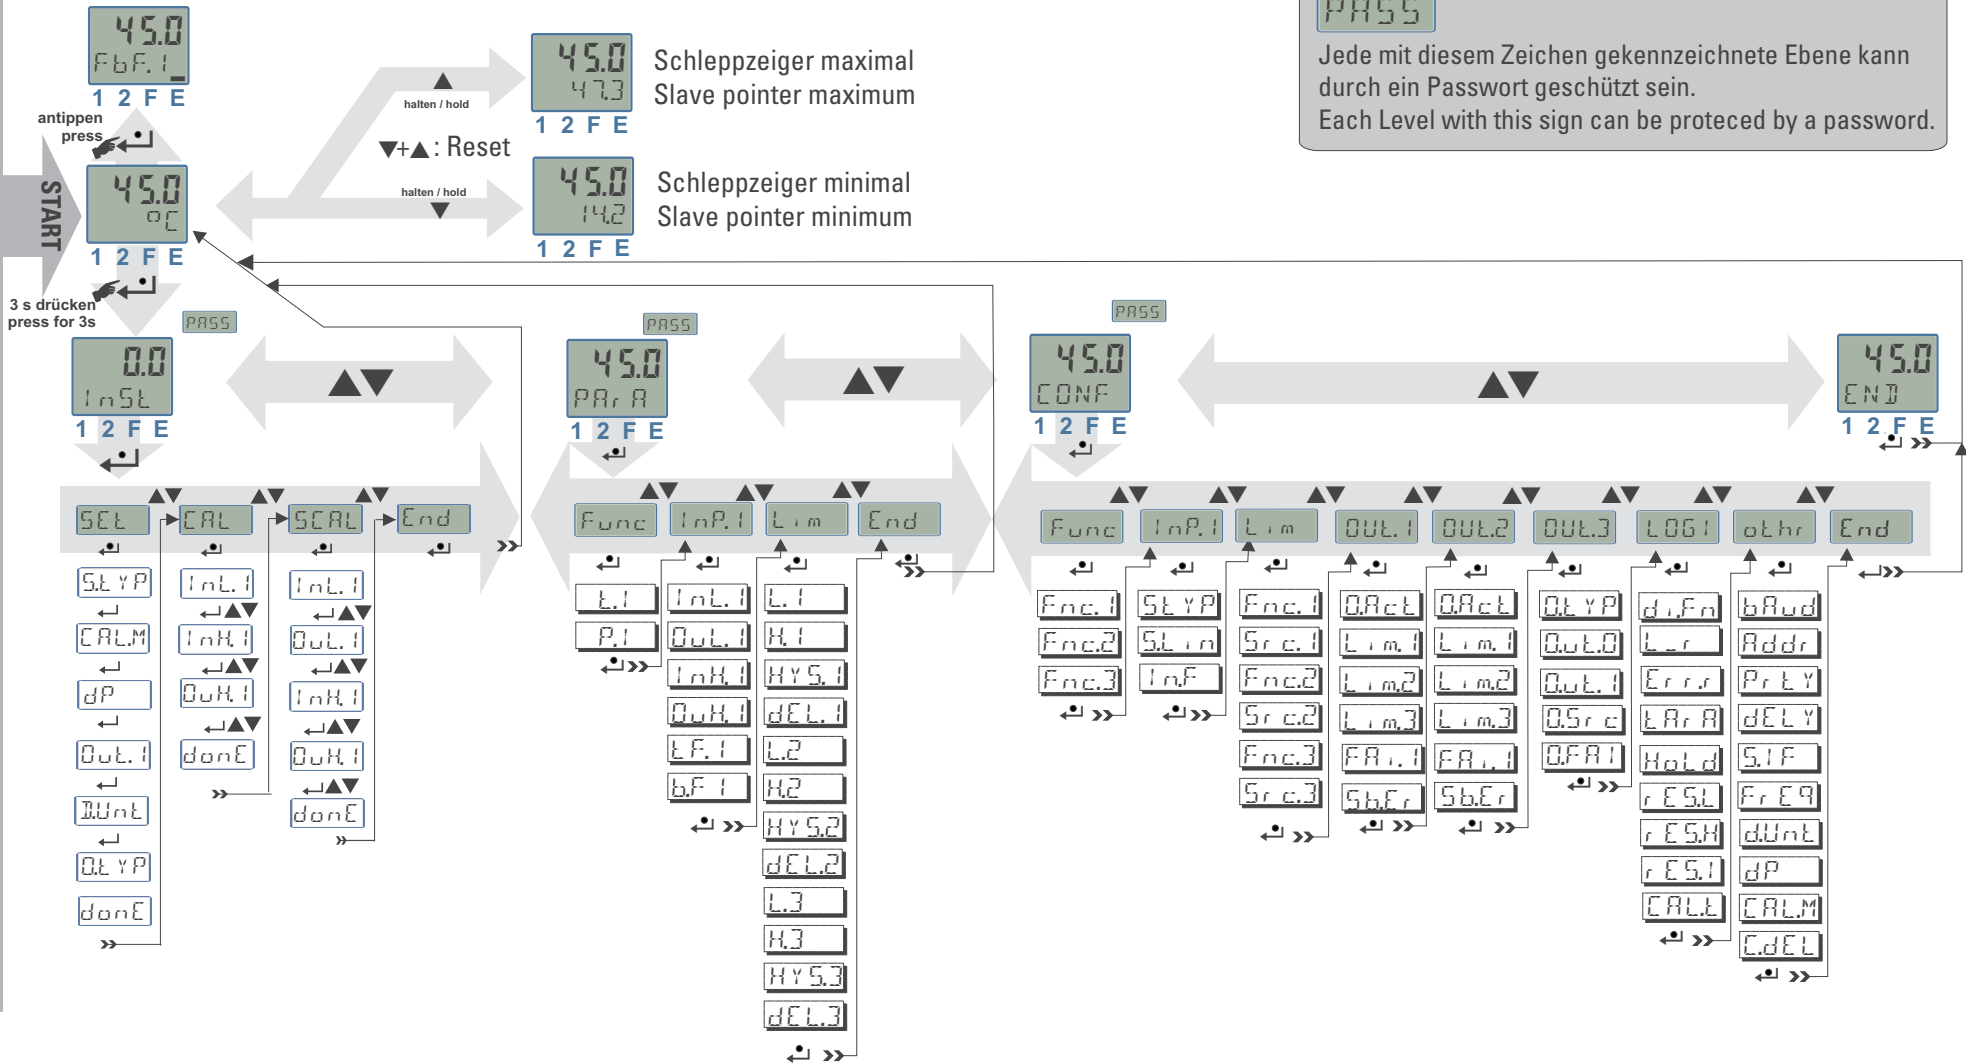 45.0
FbF.1
1 2 F E
antippen
press
START
45.0
°C
1 2 F E
3 s drücken
press for 3s
halten / hold
▼+▲ : Reset
halten / hold
45.0
47.3
1 2 F E
Schleppzeiger maximal
Slave pointer maximum
45.0
14.2
1 2 F E
Schleppzeiger minimal
Slave pointer minimum
PASS
Jede mit diesem Zeichen gekennzeichnete Ebene kann
durch ein Passwort geschützt sein.
Each Level with this sign can be proteced by a password.
PASS
0.0
InSt
1 2 F E
PASS
45.0
PArA
1 2 F E
PASS
45.0
CONF
1 2 F E
45.0
END
1 2 F E
SEt
CAL
SCAL
End
S.tYP
CAL.M
dP
Out.1
D.Unt
O.tYP
donE
InL.1
InH.1
OuH.1
donE
InL.1
OuL.1
InH.1
OuH.1
donE
Func
InP.1
Lim
End
t.1
P.1
InL.1
OuL.1
InH.1
OuH.1
tF.1
b.F 1
L.1
H.1
HYS.1
dEL.1
L.2
H.2
HYS.2
dEL.2
L.3
H.3
HYS.3
dEL.3
Func
InP.1
Lim
OUt.1
OUt.2
OUt.3
LOGI
othr
End
Fnc.1
Fnc.2
Fnc.3
StYP
S.Lin
In.F
Fnc.1
Src.1
Fnc.2
Src.2
Fnc.3
Src.3
O.Act
Lim.1
Lim.2
Lim.3
FAi.1
Sb.Er
O.Act
Lim.1
Lim.2
Lim.3
FAi.1
Sb.Er
O.tYP
Out.0
Out.1
O.Src
O.FAI
di.Fn
L_r
Err.r
tArA
HoLd
rES.L
rES.H
rES.1
CAL.t
bAud
Addr
PrtY
dELY
S.IF
FrEq
d.Unt
dP
CAL.M
C.dEL